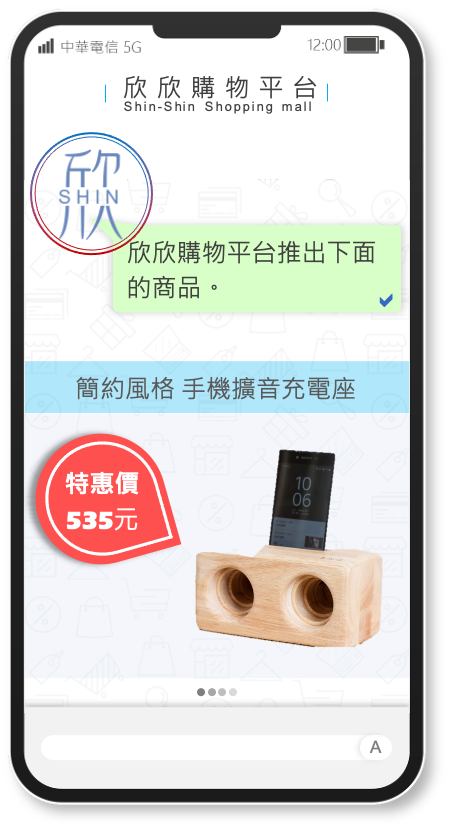 中華電信 5G 12:00
欣欣購物平台
Shin-Shin Shopping mall
欣
SHIN
欣欣購物平台推出下面
的商品。
簡約風格 手機擴音充電座
特惠價
535元
10
06
A